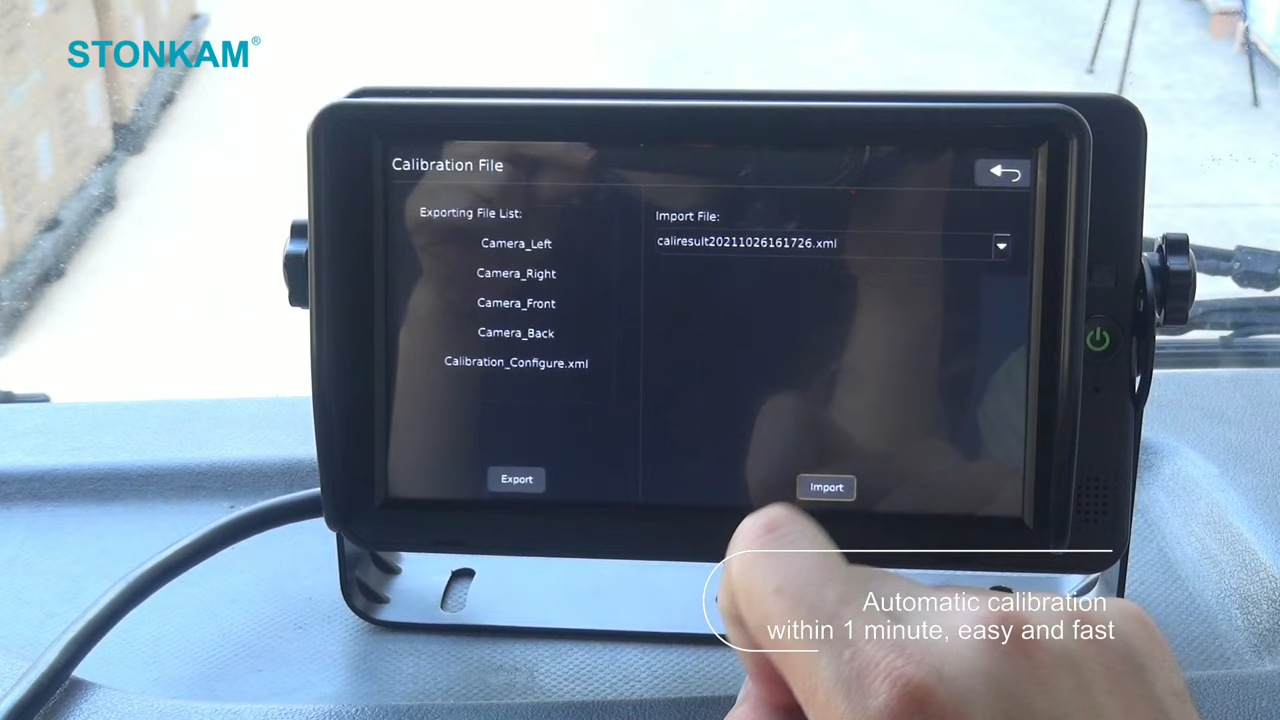 STONKAM®
Calibration File
Exporting File List:
Camera_Left
Camera_Right
Camera_Front
Camera_Back
Calibration_Configure.xml
Export
Import File:
caliresult20211026161726.xml
Import
Automatic calibration
within 1 minute, easy and fast